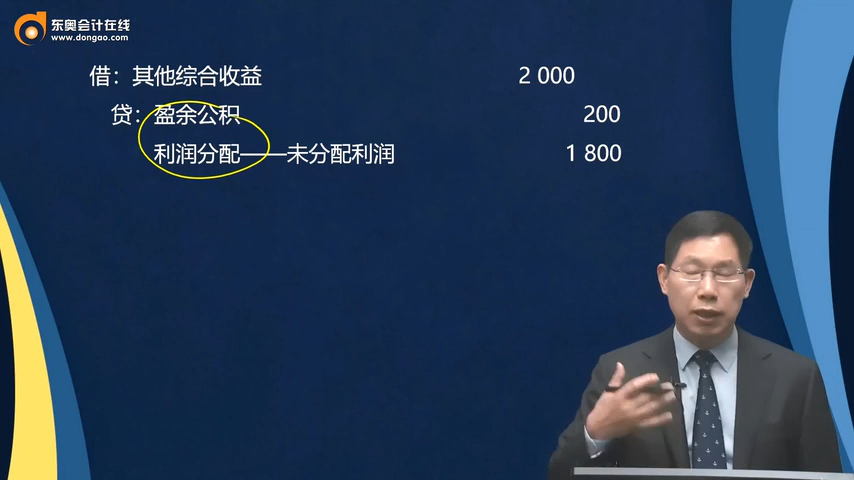 东奥会计在线
www.dongao.com
借：其他综合收益 2 000
贷：盈余公积 200
利润分配——未分配利润 1 800